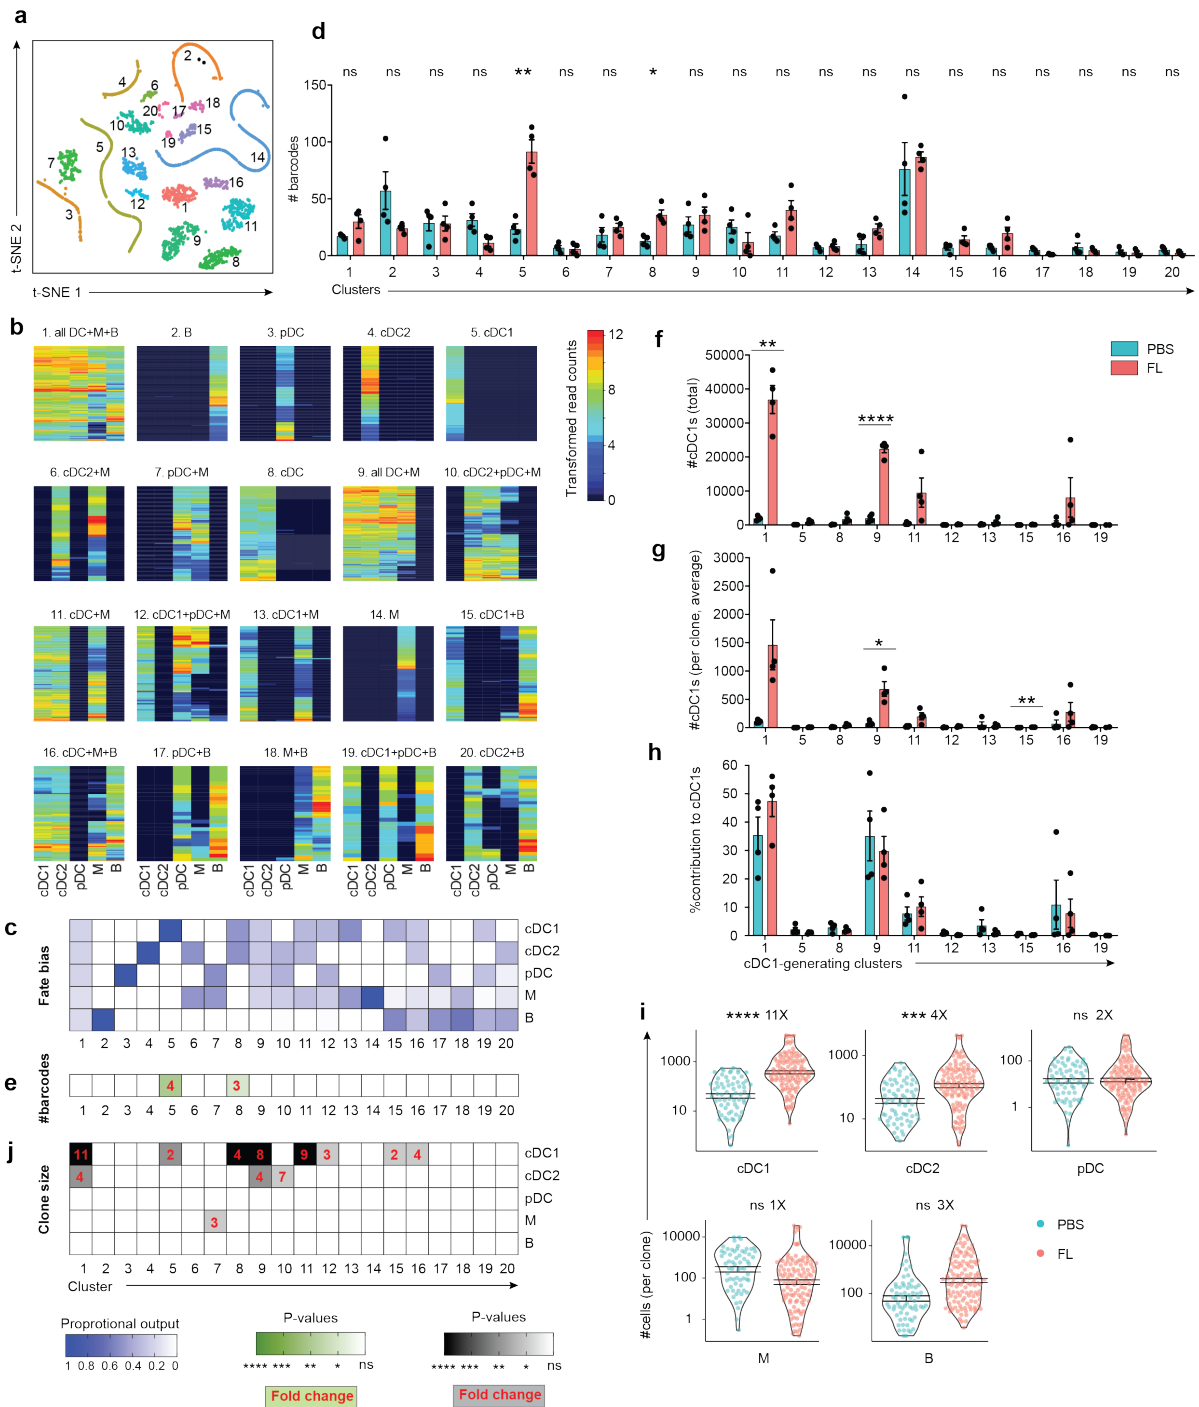 a
t-SNE 2
2
4
6
20
17
18
10
15
5
19
14
7
13
16
12
1
3
11
9
8
t-SNE 1
d
ns ns ns ns ** ns ns * ns ns ns ns ns ns ns ns ns ns ns ns
# barcodes
150
100
50
0
1 2 3 4 5 6 7 8 9 10 11 12 13 14 15 16 17 18 19 20
Clusters
b
1. all DC+M+B
2. B
3. pDC
4. cDC2
5. cDC1
6. cDC2+M
7. pDC+M
8. cDC
9. all DC+M
10. cDC2+pDC+M
11. cDC+M
12. cDC1+pDC+M
13. cDC1+M
14. M
15. cDC1+B
16. cDC+M+B
17. pDC+B
18. M+B
19. cDC1+pDC+B
20. cDC2+B
cDC1 cDC2 pDC M B
cDC1 cDC2 pDC M B
cDC1 cDC2 pDC M B
cDC1 cDC2 pDC M B
cDC1 cDC2 pDC M B
Transformed read counts
12
8
4
0
f
#cDC1s (total)
50000
40000
30000
20000
10000
0
**
****
1 5 8 9 11 12 13 15 16 19
PBS
FL
g
#cDC1s (per clone, average)
3000
2500
2000
1500
1000
500
0
*
**
1 5 8 9 11 12 13 15 16 19
h
%contribution to cDC1s
60
50
40
30
20
10
0
1 5 8 9 11 12 13 15 16 19
cDC1-generating clusters
c
Fate bias
cDC1
cDC2
pDC
M
B
1 2 3 4 5 6 7 8 9 10 11 12 13 14 15 16 17 18 19 20
e
#barcodes
4 3
1 2 3 4 5 6 7 8 9 10 11 12 13 14 15 16 17 18 19 20
j
Clone size
11 2 4 8 9 3 2 4 cDC1
4 4 7 cDC2
pDC
3 M
B
1 2 3 4 5 6 7 8 9 10 11 12 13 14 15 16 17 18 19 20
Cluster
Proprotional output
1 0.8 0.6 0.4 0.2 0
P-values
**** *** ** * ns
Fold change
P-values
**** *** ** * ns
Fold change
i
#cells (per clone)
**** 11X
1000
10
cDC1
*** 4X
1000
10
cDC2
ns 2X
100
1
pDC
ns 1X
10000
100
1
M
ns 3X
10000
100
B
PBS
FL